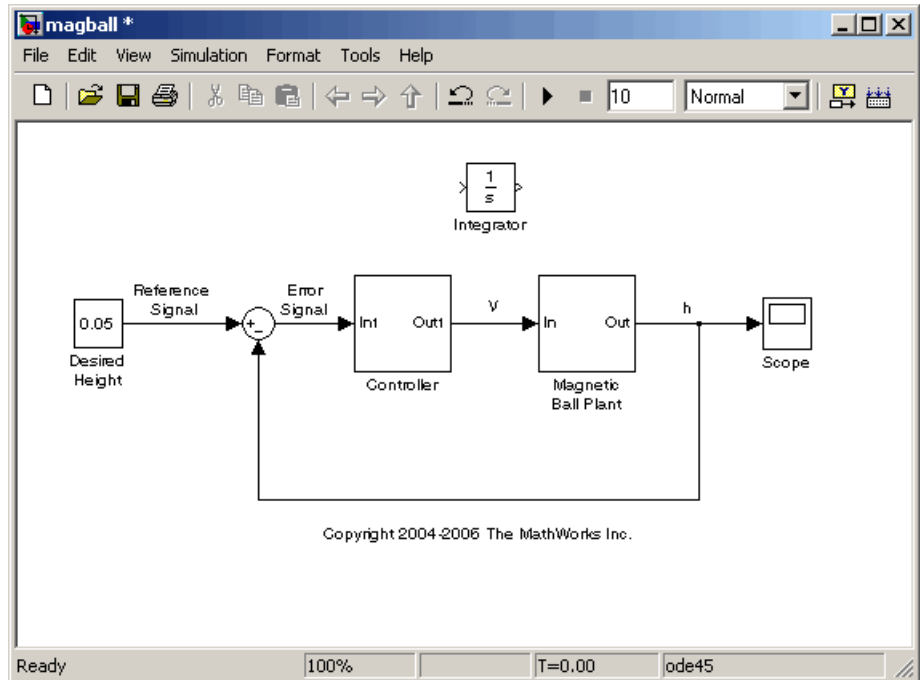 magball *
File Edit View Simulation Format Tools Help
10 Normal
1
s
Integrator
Reference
Signal
Error
Signal
0.05
+
-
In1 Out1
V
In Out
h
Desired
Height
Controller
Magnetic
Ball Plant
Scope
Copyright 2004-2006 The MathWorks Inc.
Ready 100% T=0.00 ode45